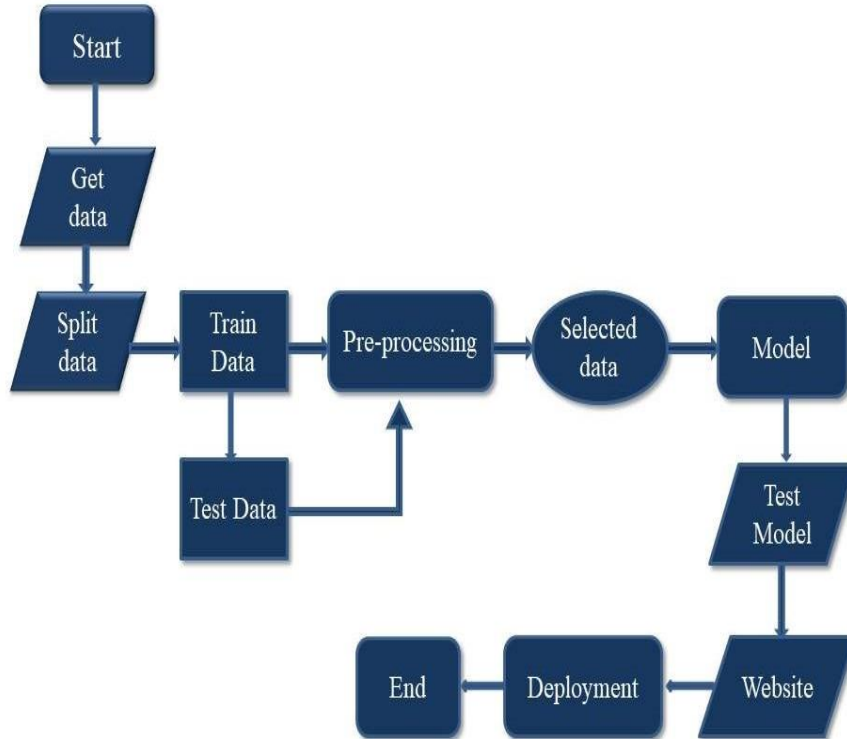 Start
Get
data
Split
data
Train
Data
Pre-processing
Selected
data
Model
Test Data
Test
Model
End
Deployment
Website